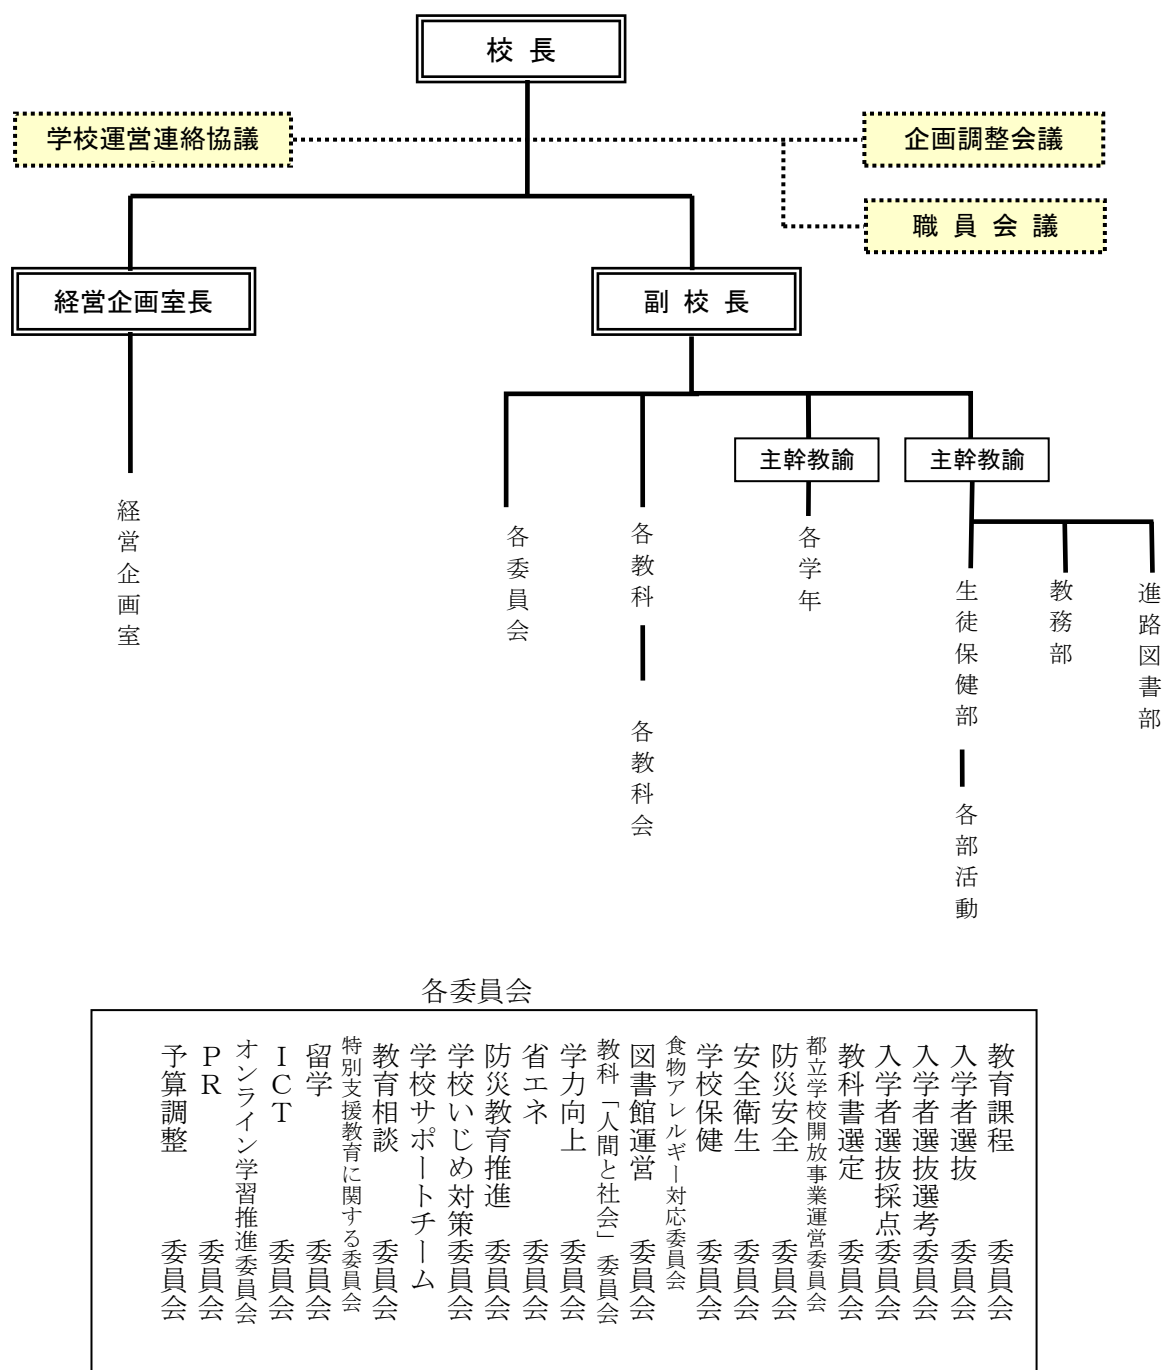 校 長
学校運営連絡協議
企画調整会議
職 員 会 議
経営企画室長
副 校 長
主幹教諭
主幹教諭
経営企画室
各委員会
各教科
各学年
生徒保健部
教務部
進路図書部
各教科会
各部活動
各委員会
教育課程 委員会
入学者選抜 委員会
入学者選抜選考委員会
入学者選抜採点委員会
教科書選定 委員会
都立学校開放事業運営委員会
防災安全 委員会
安全衛生 委員会
学校保健 委員会
食物アレルギー対応委員会
図書館運営 委員会
教科「人間と社会」委員会
学力向上 委員会
省エネ 委員会
防災教育推進 委員会
学校いじめ対策委員会
学校サポートチーム
教育相談 委員会
特別支援教育に関する委員会
留学 委員会
ICT 委員会
オンライン学習推進委員会
PR 委員会
予算調整 委員会